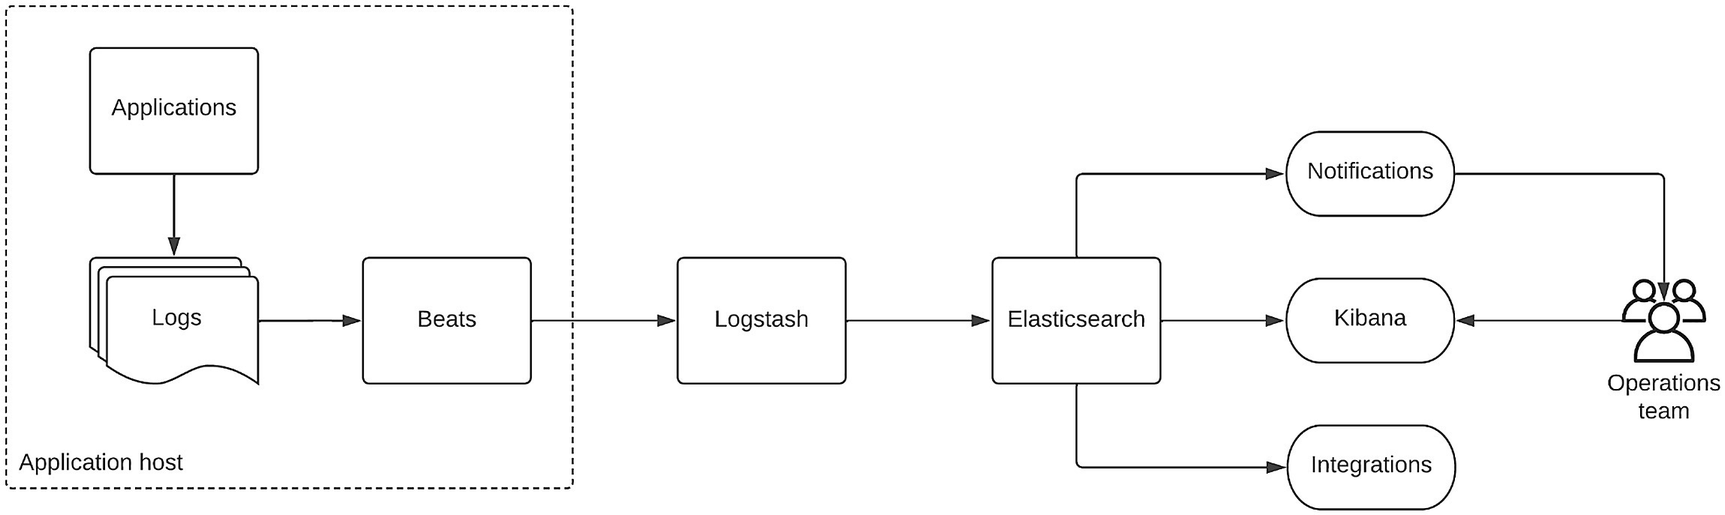 Applications
Logs
Beats
Application host
Logstash
Elasticsearch
Notifications
Kibana
Integrations
Operations
team